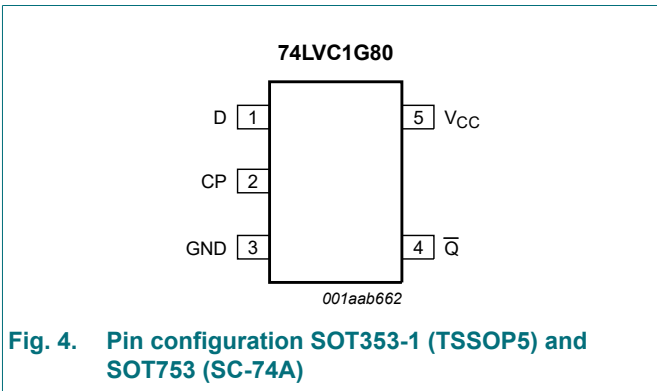 74LVC1G80
D 1
5 VCC
CP 2
GND 3
4 Q̅
001aab662
Fig. 4. Pin configuration SOT353-1 (TSSOP5) and
SOT753 (SC-74A)